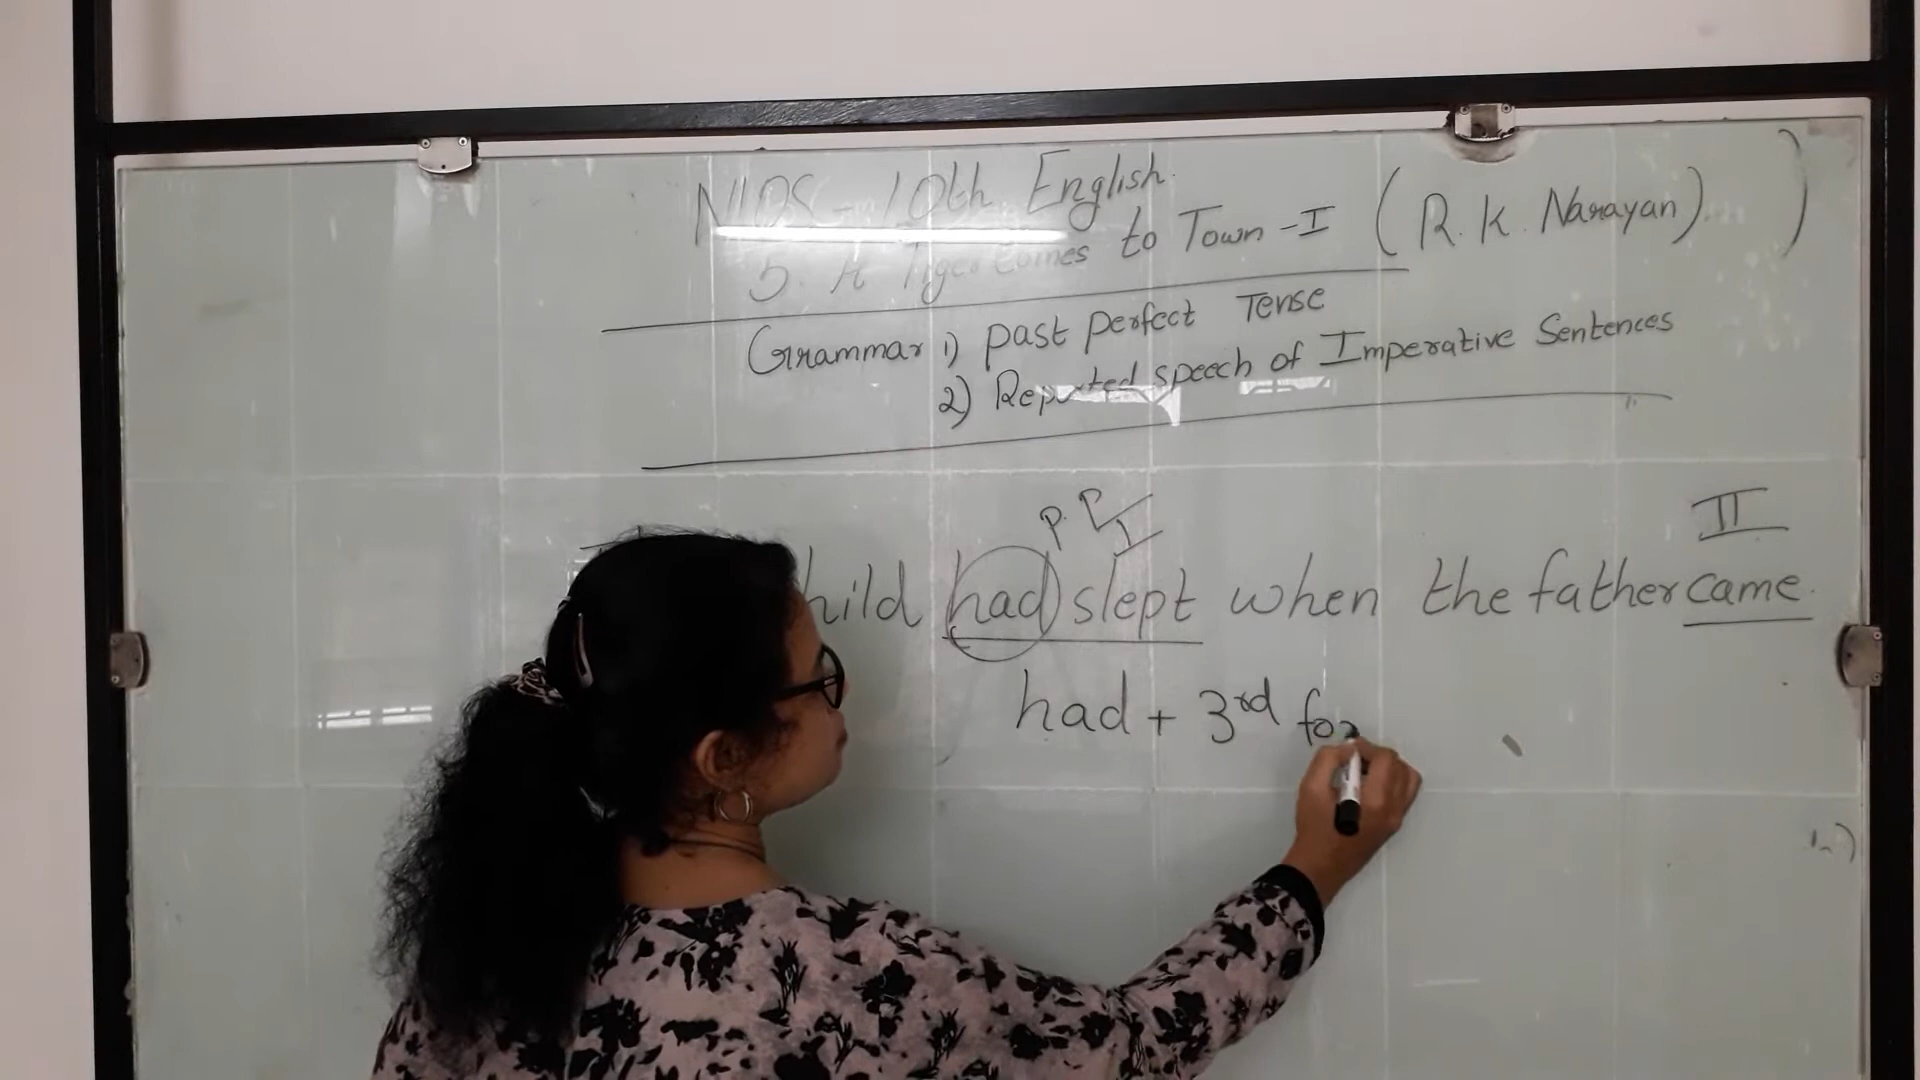 NIOS - 10th English.
5. A Tiger Comes to Town - I ( R. K. Narayan) )
Grammar 1) Past Perfect Tense
2) Reported speech of Imperative Sentences
P. P. I
II
hild had slept when the father came.
had + 3rd for